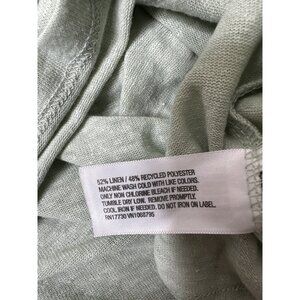 52% LINEN / 48% RECYCLED POLYESTER
MACHINE WASH COLD WITH LIKE COLORS.
ONLY NON CHLORINE BLEACH IF NEEDED.
TUMBLE DRY LOW. REMOVE PROMPTLY.
COOL IRON IF NEEDED. DO NOT IRON ON LABEL.
RN17730 VN1068795